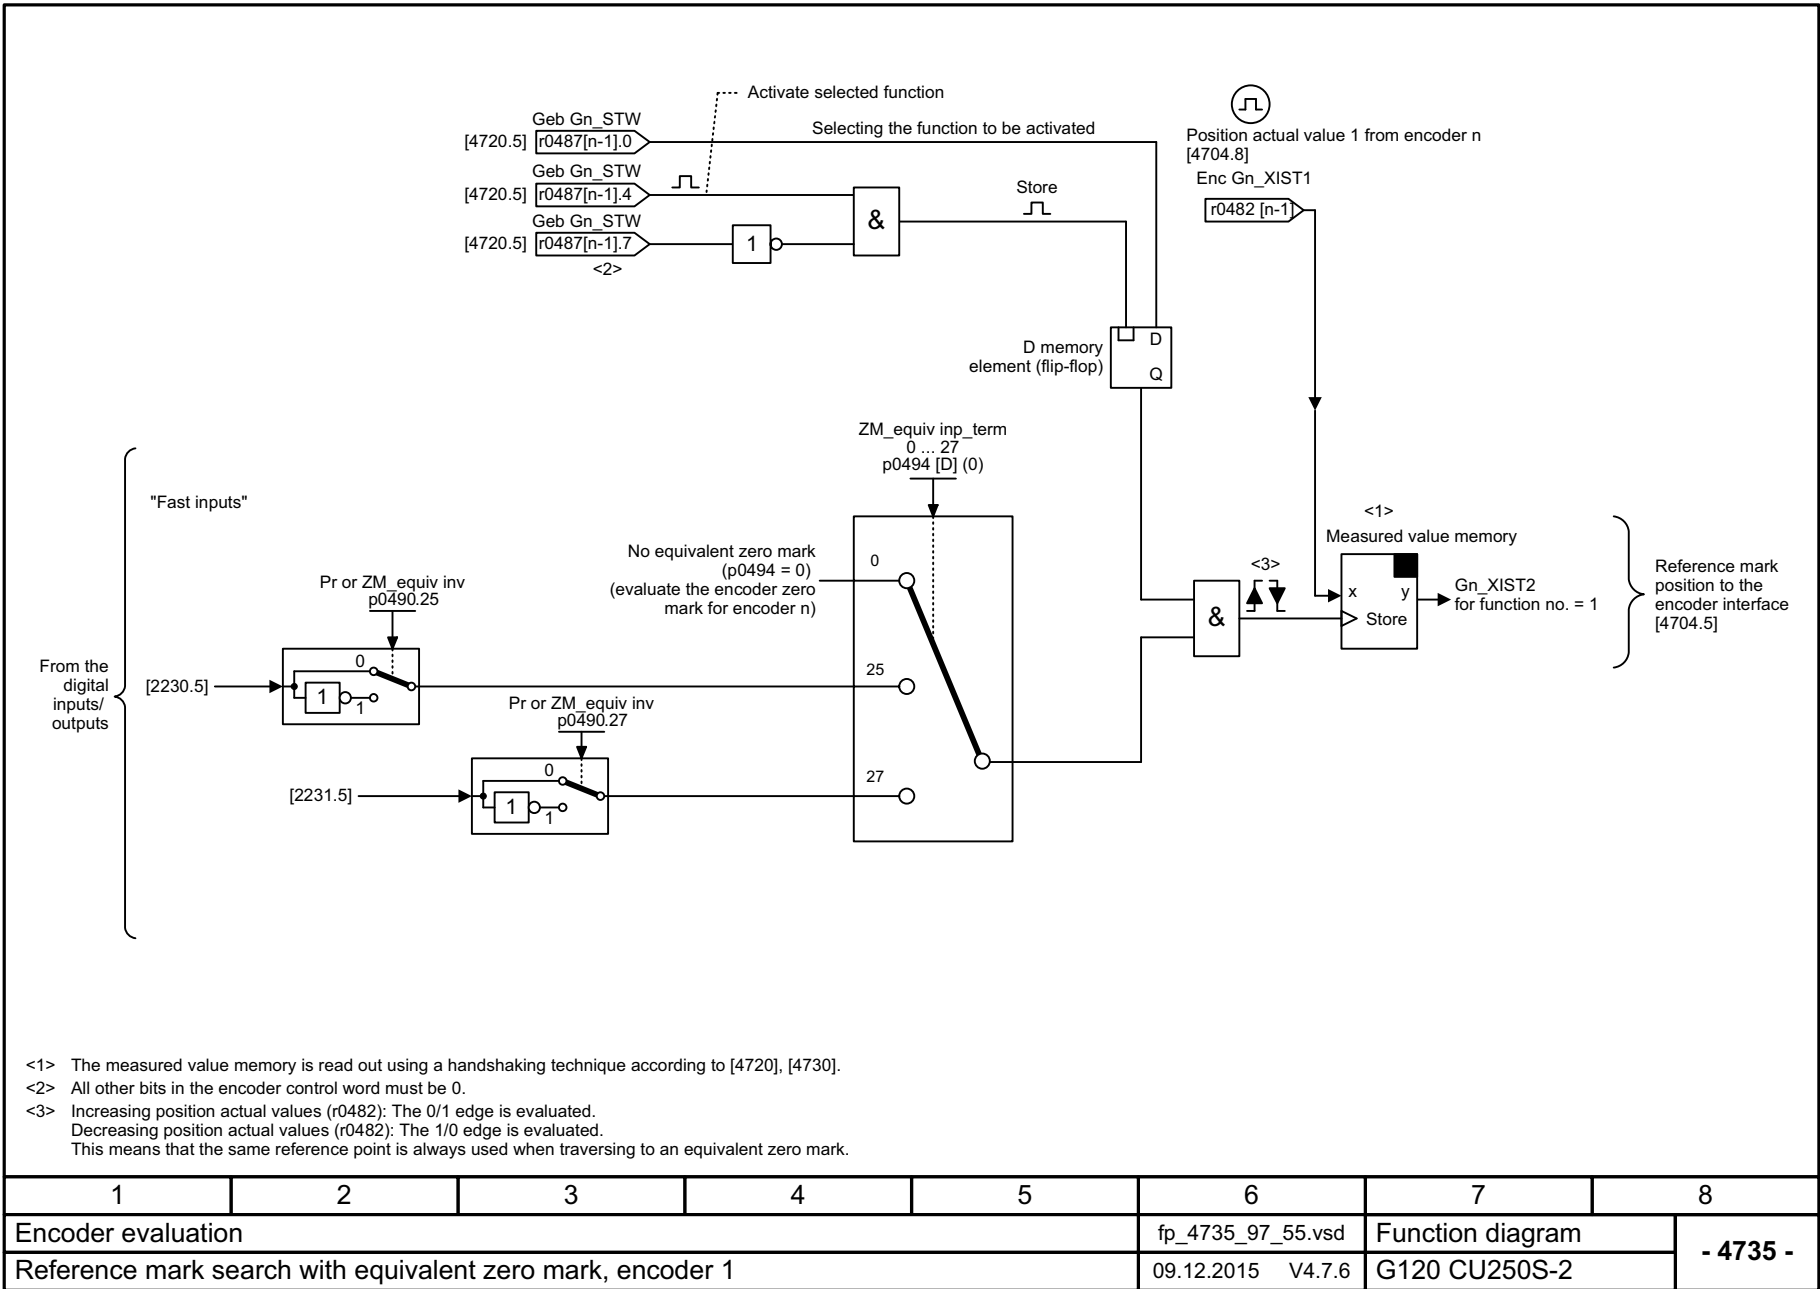 Activate selected function
Geb Gn_STW
[4720.5] r0487[n-1].0
Selecting the function to be activated
Geb Gn_STW
[4720.5] r0487[n-1].4
Geb Gn_STW
[4720.5] r0487[n-1].7
<2>
1
&
Store
Position actual value 1 from encoder n
[4704.8]
Enc Gn_XIST1
r0482 [n-1]
D memory
element (flip-flop)
D
Q
ZM_equiv inp_term
0 ... 27
p0494 [D] (0)
"Fast inputs"
No equivalent zero mark
(p0494 = 0)
(evaluate the encoder zero
mark for encoder n)
0
25
27
Pr or ZM_equiv inv
p0490.25
From the
digital
inputs/
outputs
[2230.5]
0
1
1
Pr or ZM_equiv inv
p0490.27
[2231.5]
0
1
1
&
<3>
<1>
Measured value memory
x
y
Store
Gn_XIST2
for function no. = 1
Reference mark
position to the
encoder interface
[4704.5]
<1> The measured value memory is read out using a handshaking technique according to [4720], [4730].
<2> All other bits in the encoder control word must be 0.
<3> Increasing position actual values (r0482): The 0/1 edge is evaluated.
Decreasing position actual values (r0482): The 1/0 edge is evaluated.
This means that the same reference point is always used when traversing to an equivalent zero mark.
1 2 3 4 5 6 7 8
Encoder evaluation
fp_4735_97_55.vsd
Function diagram
- 4735 -
Reference mark search with equivalent zero mark, encoder 1
09.12.2015 V4.7.6
G120 CU250S-2